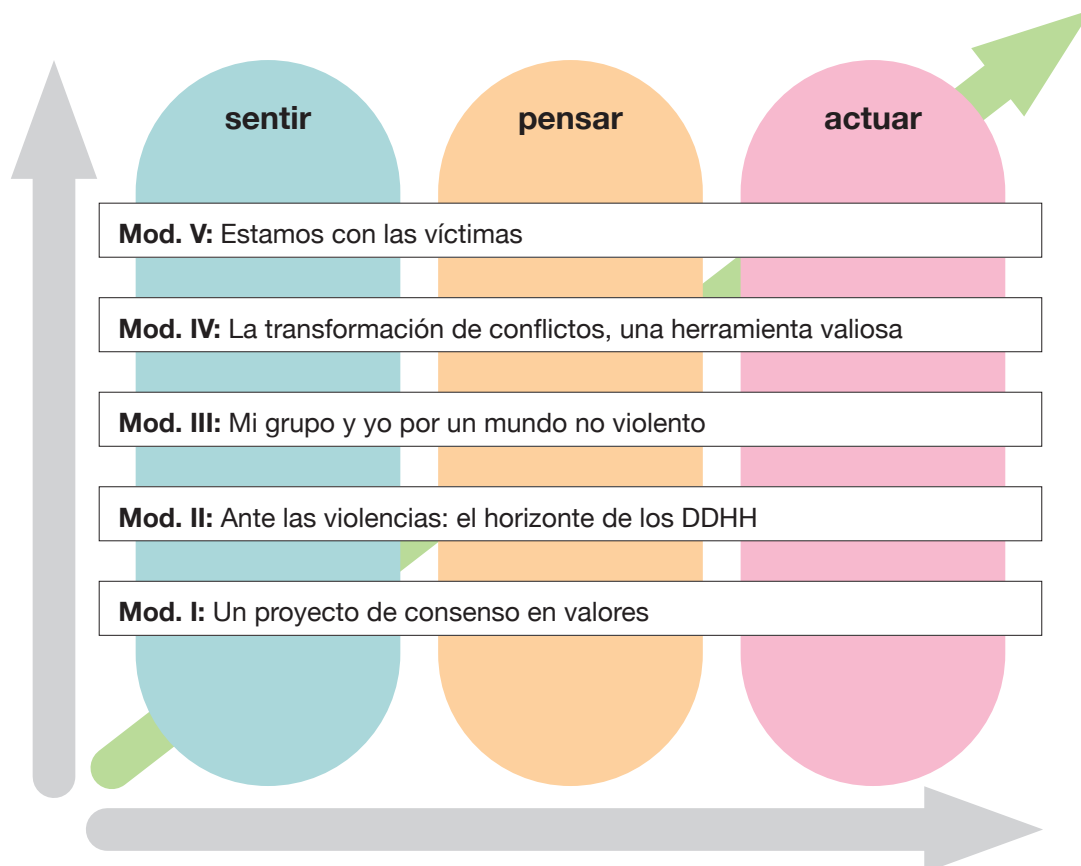 sentir
pensar
actuar
Mod. V: Estamos con las víctimas
Mod. IV: La transformación de conflictos, una herramienta valiosa
Mod. III: Mi grupo y yo por un mundo no violento
Mod. II: Ante las violencias: el horizonte de los DDHH
Mod. I: Un proyecto de consenso en valores